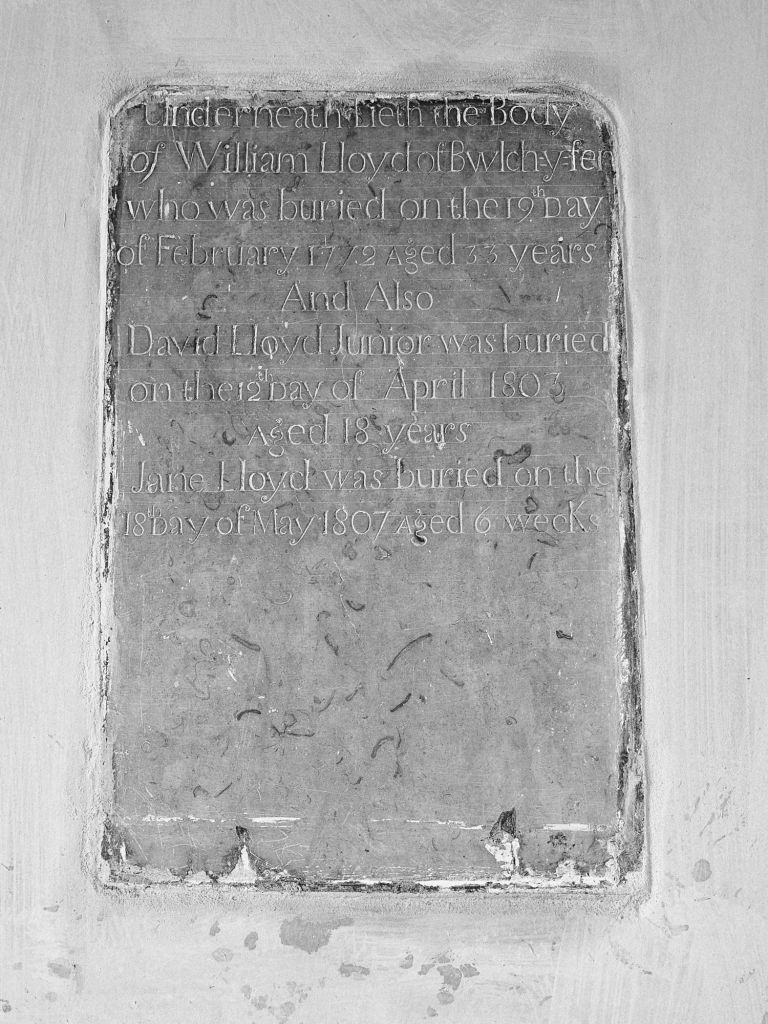 Underneath Lieth the Body
of William Lloyd of Bwlch-y-fen
who was buried on the 19th Day
of February 1772 Aged 33 years
And Also
David Lloyd Junior was buried
on the 12th Day of April 1803
Aged 18 years
Jane Lloyd was buried on the
18th Day of May 1807 Aged 6 weeks